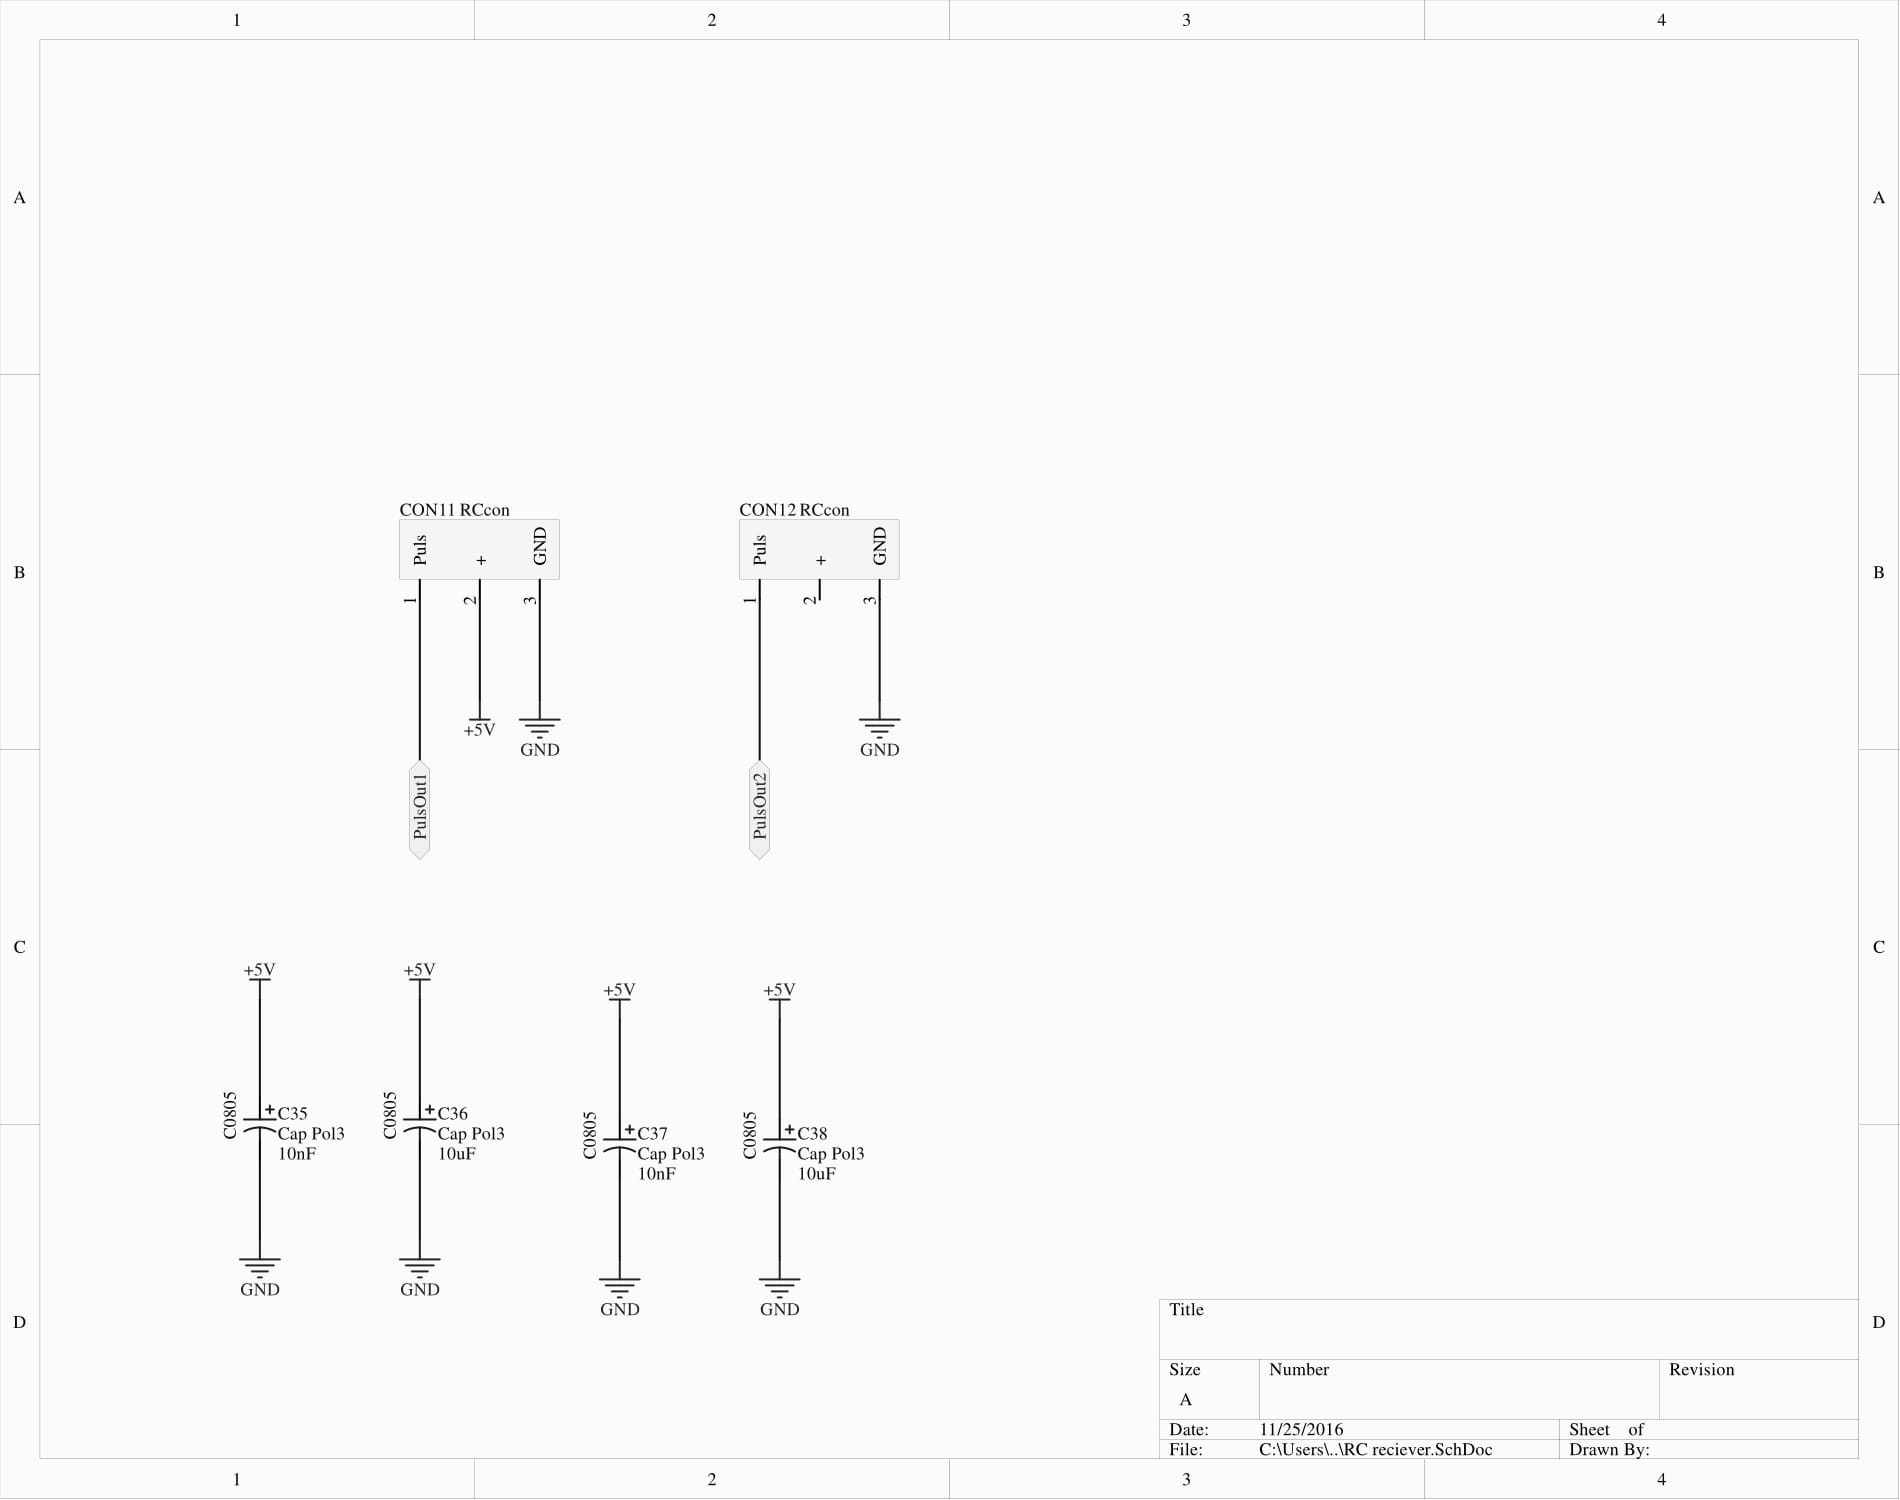 1 2 3 4
A A
CON11 RCcon CON12 RCcon
Puls + GND Puls + GND
B B
1 2 3 1 2 3
+5V
GND GND
PulsOut1 PulsOut2
C C
+5V +5V
+5V +5V
C0805 C0805 C0805 C0805
+ C35
Cap Pol3
10nF
+ C36
Cap Pol3
10uF
+ C37
Cap Pol3
10nF
+ C38
Cap Pol3
10uF
GND GND
GND GND
D D
Title
Size Number Revision
A
Date: 11/25/2016 Sheet of
File: C:\Users\..\RC reciever.SchDoc Drawn By:
1 2 3 4